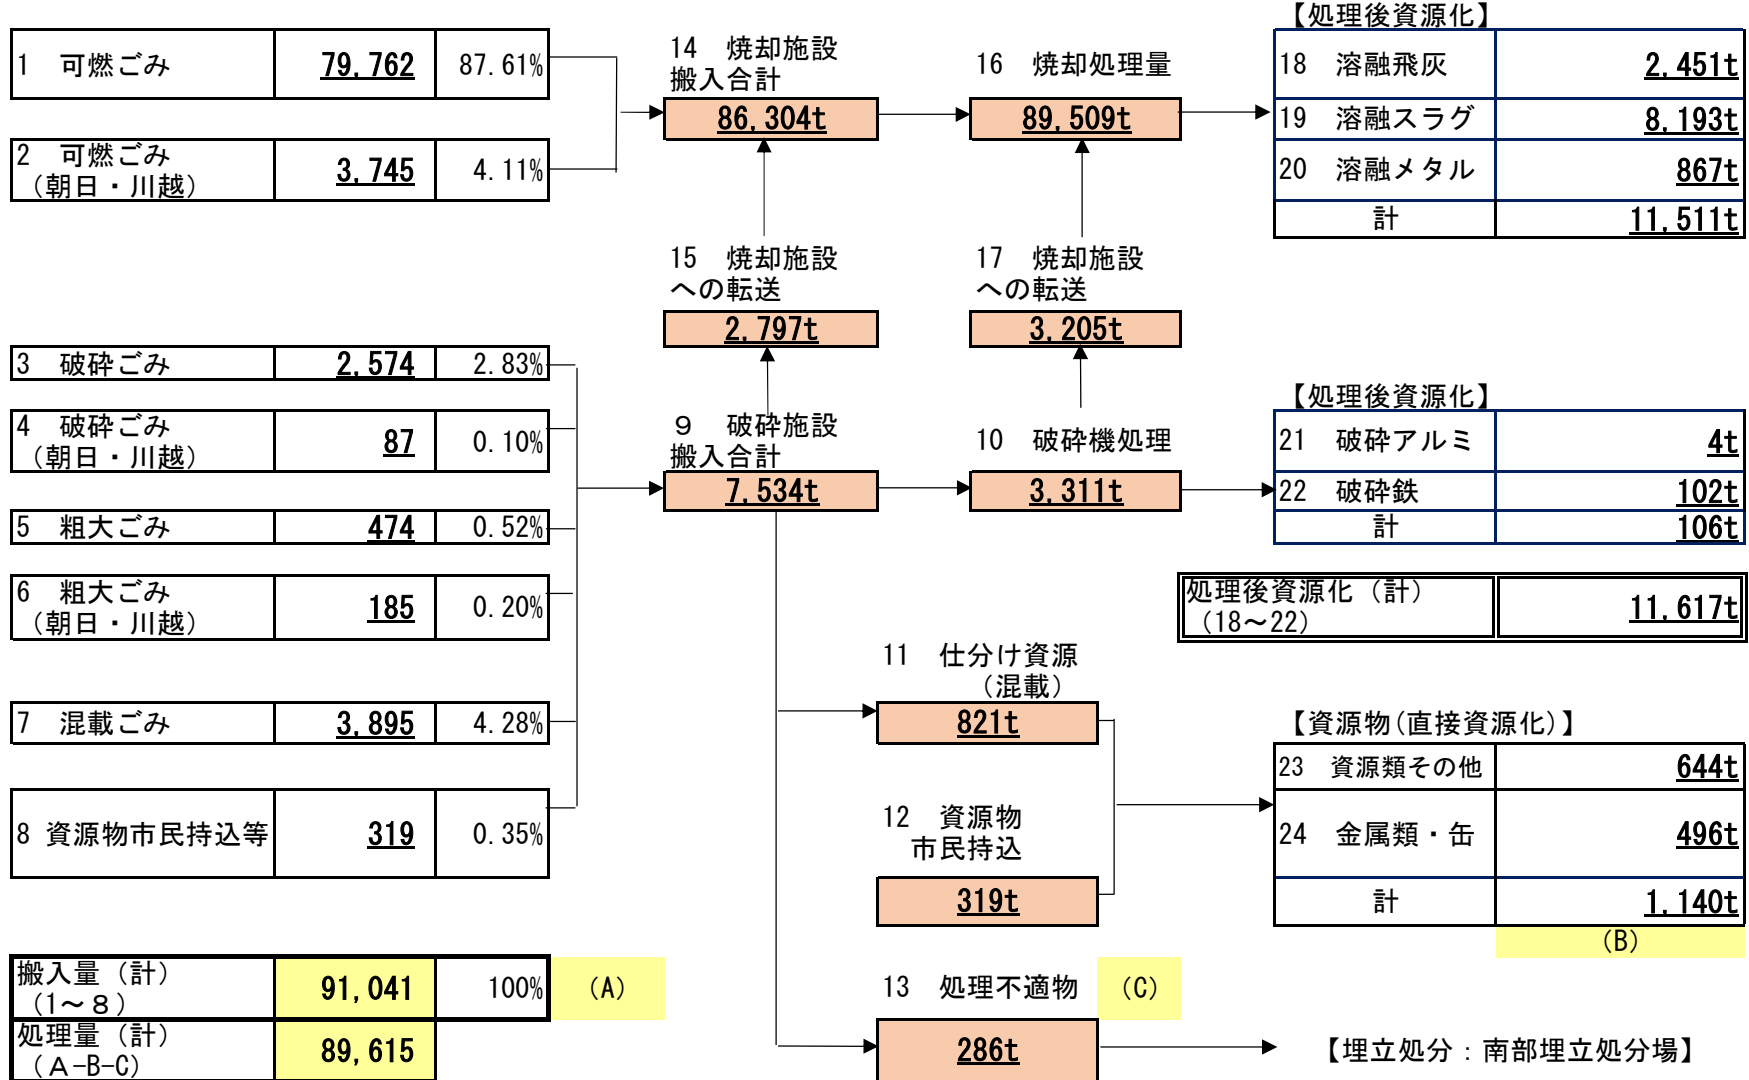 1　可燃ごみ　79,762　87.61%
2　可燃ごみ
（朝日・川越）　3,745　4.11%
3　破砕ごみ　2,574　2.83%
4　破砕ごみ
（朝日・川越）　87　0.10%
5　粗大ごみ　474　0.52%
6　粗大ごみ
（朝日・川越）　185　0.20%
7　混載ごみ　3,895　4.28%
8 資源物市民持込等　319　0.35%
搬入量（計）
（1～８）　91,041　100%　（A）
処理量（計）
（Ａ-B-C）　89,615
14　焼却施設
搬入合計
86,304t
15　焼却施設
への転送
2,797t
９　破砕施設
搬入合計
7,534t
16　焼却処理量
89,509t
17　焼却施設
への転送
3,205t
10　破砕機処理
3,311t
11　仕分け資源
（混載）
821t
12　資源物
市民持込
319t
13　処理不適物　（C）
286t
【処理後資源化】
18　溶融飛灰　2,451t
19　溶融スラグ　8,193t
20　溶融メタル　867t
計　11,511t
【処理後資源化】
21　破砕アルミ　4t
22　破砕鉄　102t
計　106t
処理後資源化（計）
（18～22）　11,617t
【資源物(直接資源化)】
23　資源類その他　644t
24　金属類・缶　496t
計　1,140t
（B）
【埋立処分：南部埋立処分場】